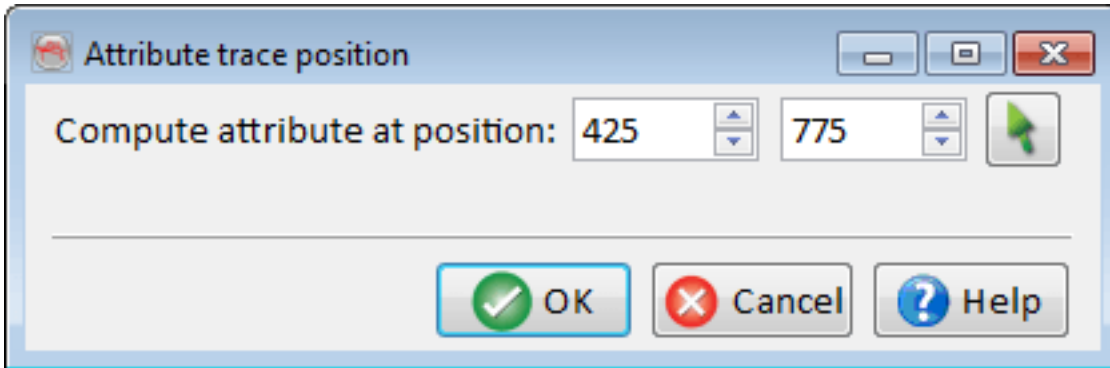 Attribute trace position
Compute attribute at position: 425 775
OK Cancel Help